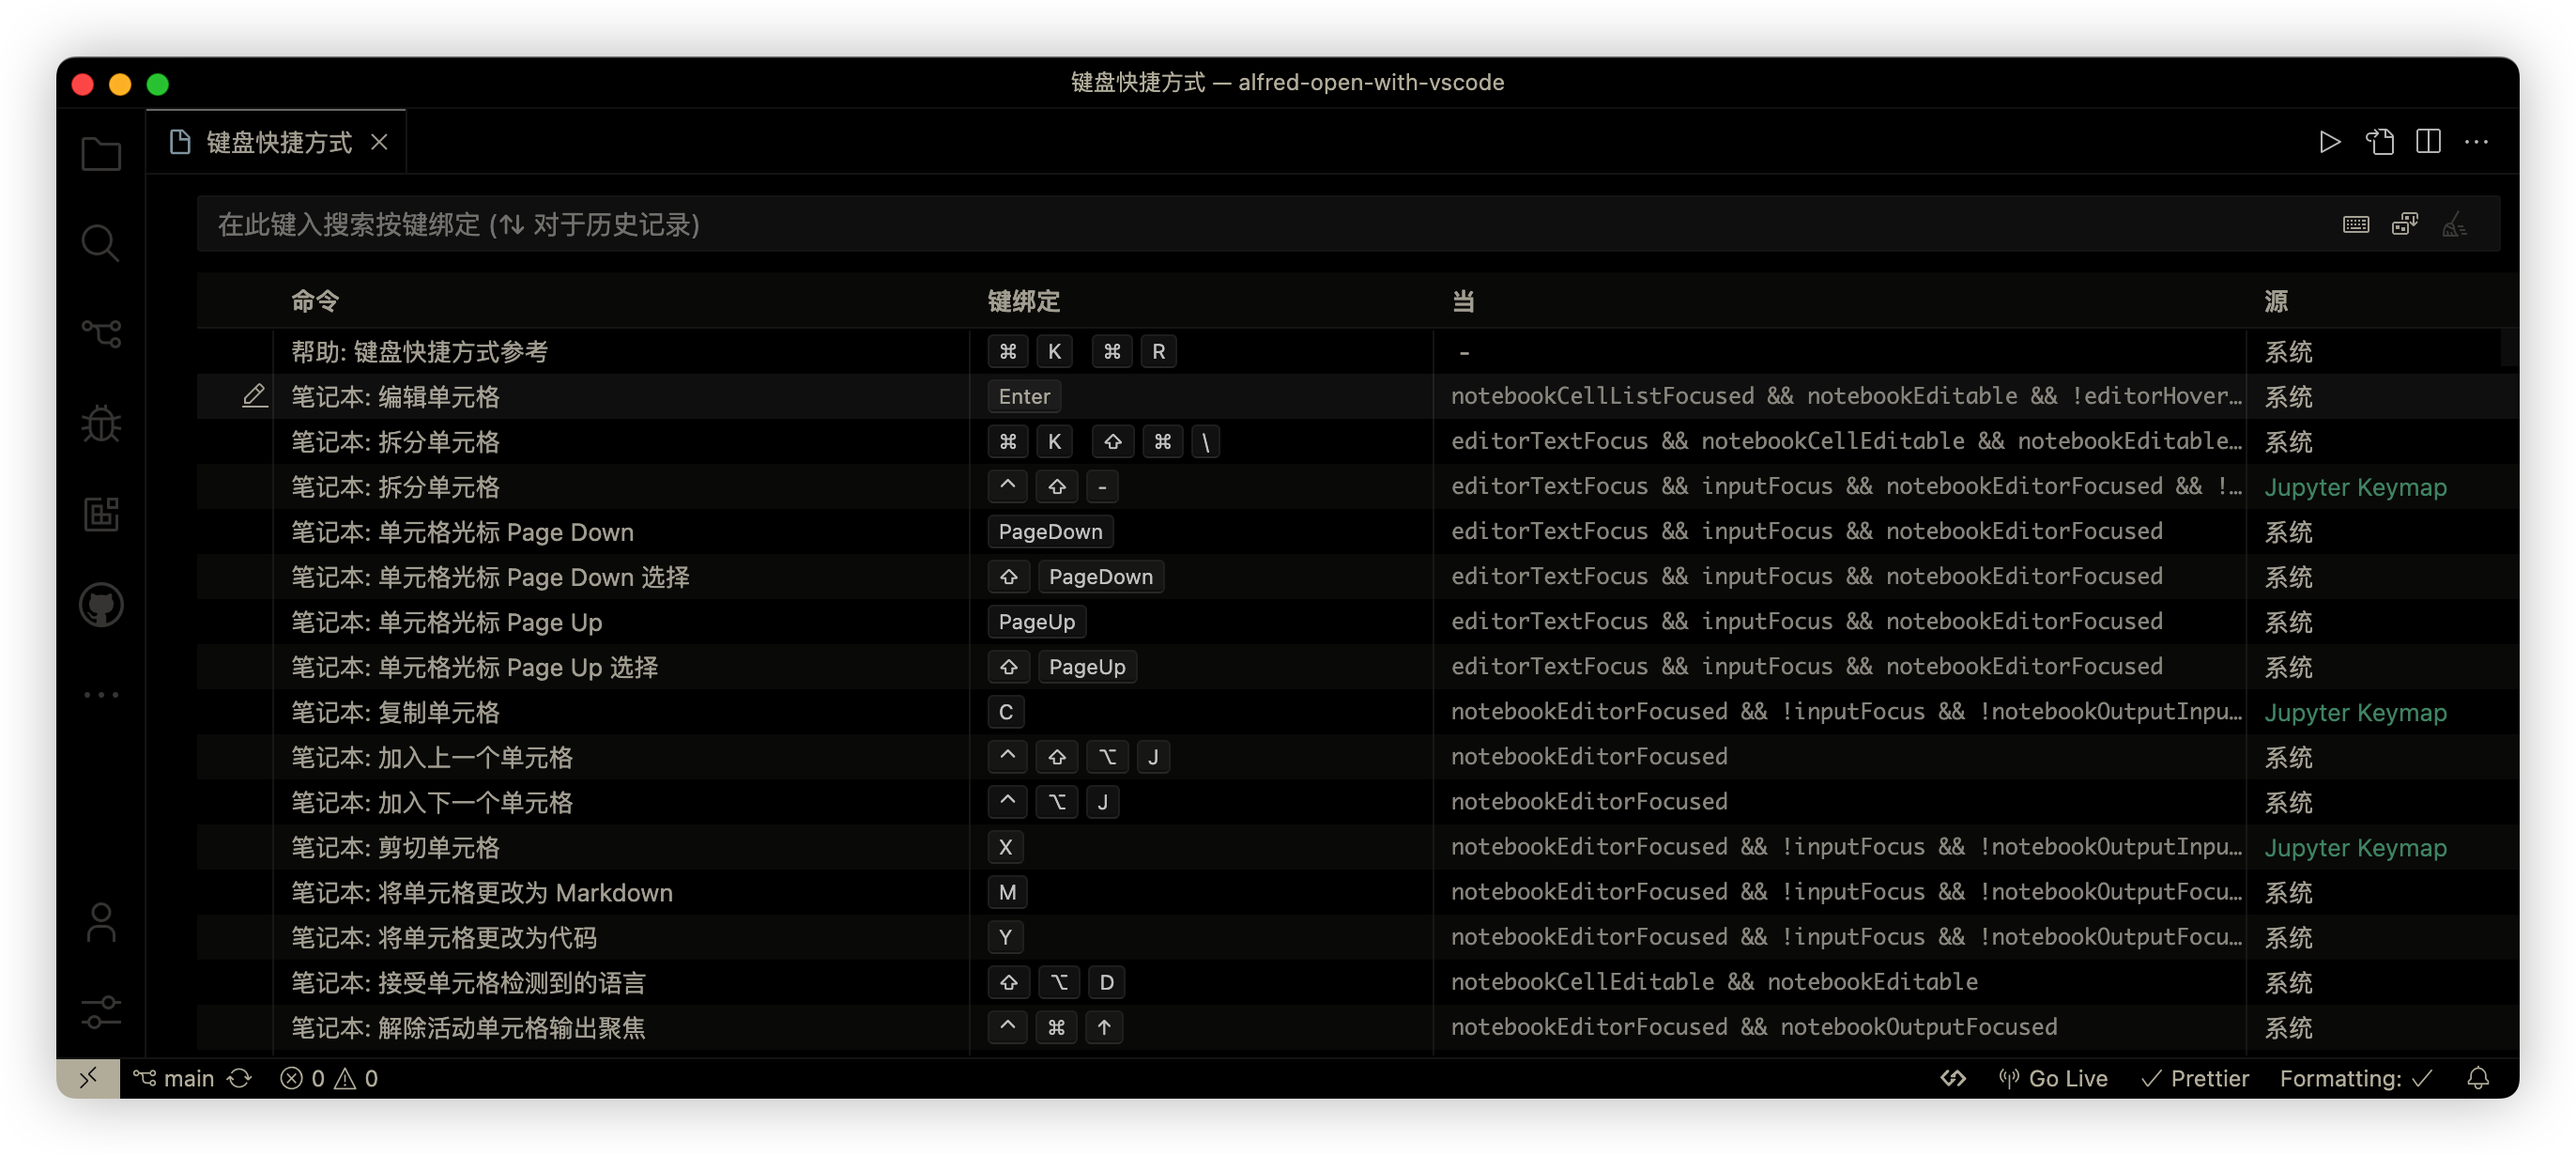 键盘快捷方式 — alfred-open-with-vscode
键盘快捷方式
在此键入搜索按键绑定 (⇅ 对于历史记录)
命令 键绑定 当 源
帮助: 键盘快捷方式参考 ⌘ K ⌘ R - 系统
笔记本: 编辑单元格 Enter notebookCellListFocused && notebookEditable && !editorHover… 系统
笔记本: 拆分单元格 ⌘ K ⇧ ⌘ \ editorTextFocus && notebookCellEditable && notebookEditable… 系统
笔记本: 拆分单元格 ^ ⇧ - editorTextFocus && inputFocus && notebookEditorFocused && !… Jupyter Keymap
笔记本: 单元格光标 Page Down PageDown editorTextFocus && inputFocus && notebookEditorFocused 系统
笔记本: 单元格光标 Page Down 选择 ⇧ PageDown editorTextFocus && inputFocus && notebookEditorFocused 系统
笔记本: 单元格光标 Page Up PageUp editorTextFocus && inputFocus && notebookEditorFocused 系统
笔记本: 单元格光标 Page Up 选择 ⇧ PageUp editorTextFocus && inputFocus && notebookEditorFocused 系统
笔记本: 复制单元格 C notebookEditorFocused && !inputFocus && !notebookOutputInpu… Jupyter Keymap
笔记本: 加入上一个单元格 ^ ⇧ ⌥ J notebookEditorFocused 系统
笔记本: 加入下一个单元格 ^ ⌥ J notebookEditorFocused 系统
笔记本: 剪切单元格 X notebookEditorFocused && !inputFocus && !notebookOutputInpu… Jupyter Keymap
笔记本: 将单元格更改为 Markdown M notebookEditorFocused && !inputFocus && !notebookOutputFocu… 系统
笔记本: 将单元格更改为代码 Y notebookEditorFocused && !inputFocus && !notebookOutputFocu… 系统
笔记本: 接受单元格检测到的语言 ⇧ ⌥ D notebookCellEditable && notebookEditable 系统
笔记本: 解除活动单元格输出聚焦 ^ ⌘ ↑ notebookEditorFocused && notebookOutputFocused 系统
main 0 0 Go Live ✓ Prettier Formatting: ✓